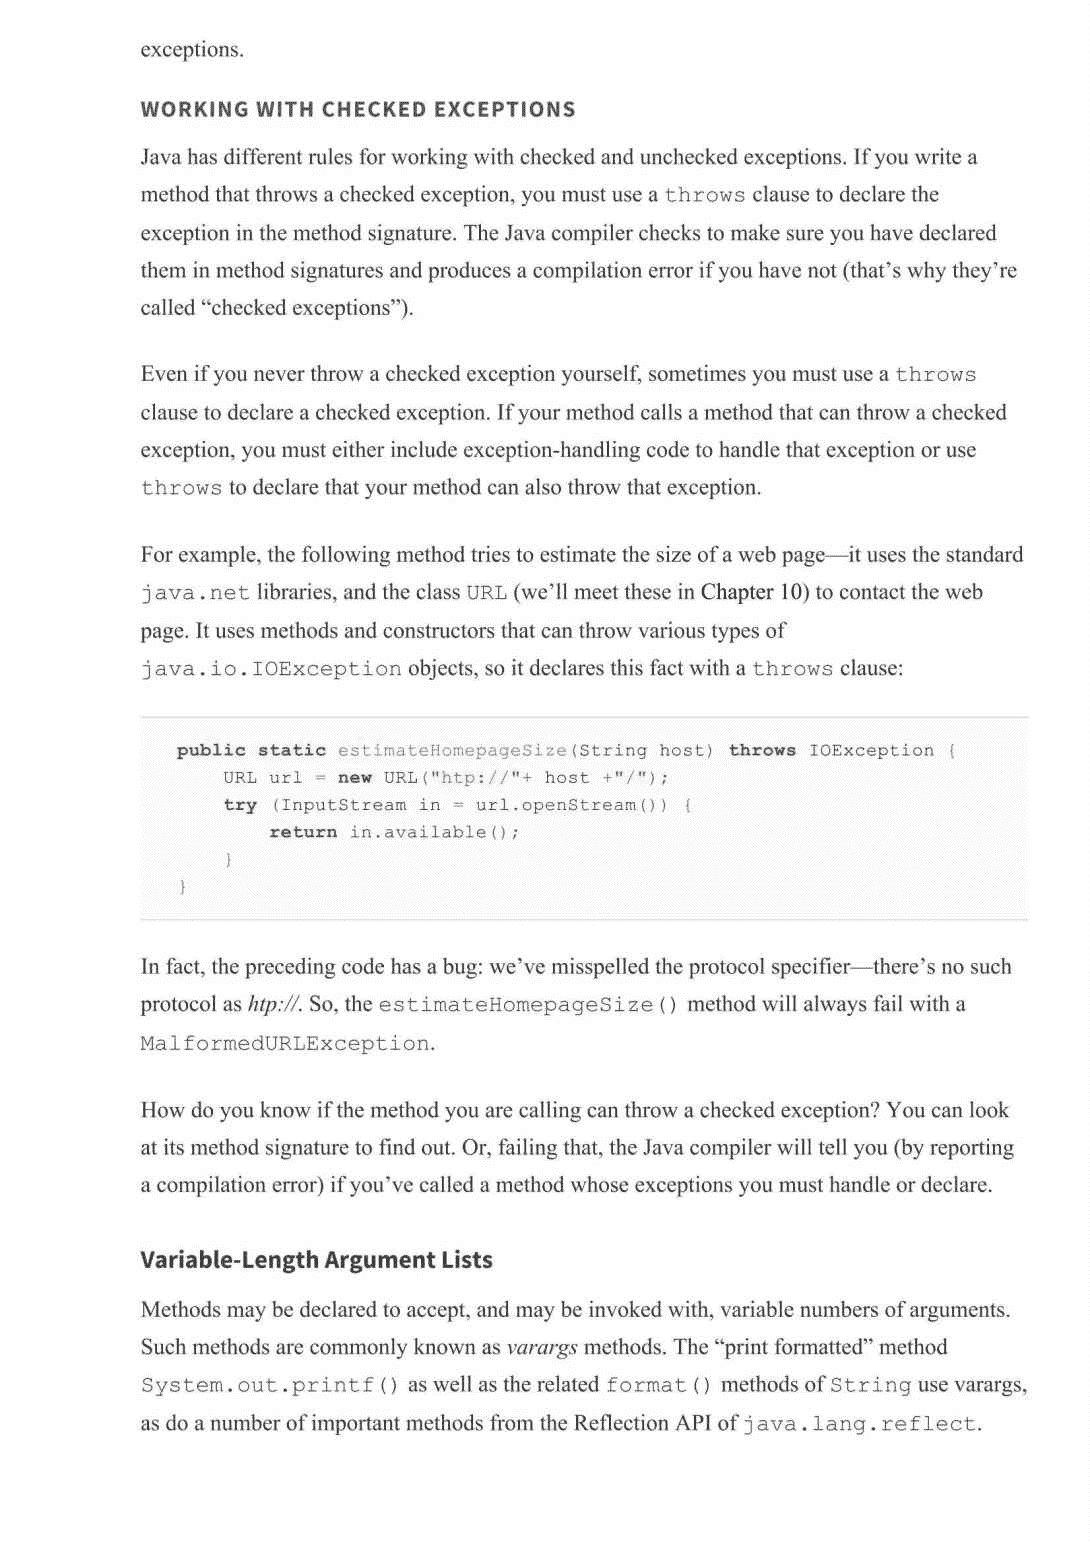 exceptions.
WORKING WITH CHECKED EXCEPTIONS
Java has different rules for working with checked and unchecked exceptions. If you write a
method that throws a checked exception, you must use a throws clause to declare the
exception in the method signature. The Java compiler checks to make sure you have declared
them in method signatures and produces a compilation error if you have not (that’s why they’re
called “checked exceptions”).
Even if you never throw a checked exception yourself, sometimes you must use a throws
clause to declare a checked exception. If your method calls a method that can throw a checked
exception, you must either include exception-handling code to handle that exception or use
throws to declare that your method can also throw that exception.
For example, the following method tries to estimate the size of a web page—it uses the standard
java.net libraries, and the class URL (we’ll meet these in Chapter 10) to contact the web
page. It uses methods and constructors that can throw various types of
java.io.IOException objects, so it declares this fact with a throws clause:
public static estimateHomepageSize(String host) throws IOException {
    URL url = new URL("htp://"+ host +"/");
    try (InputStream in = url.openStream()) {
        return in.available();
    }
}
In fact, the preceding code has a bug: we’ve misspelled the protocol specifier—there’s no such
protocol as htp://. So, the estimateHomepageSize() method will always fail with a
MalformedURLException.
How do you know if the method you are calling can throw a checked exception? You can look
at its method signature to find out. Or, failing that, the Java compiler will tell you (by reporting
a compilation error) if you’ve called a method whose exceptions you must handle or declare.
Variable-Length Argument Lists
Methods may be declared to accept, and may be invoked with, variable numbers of arguments.
Such methods are commonly known as varargs methods. The “print formatted” method
System.out.printf() as well as the related format() methods of String use varargs,
as do a number of important methods from the Reflection API of java.lang.reflect.